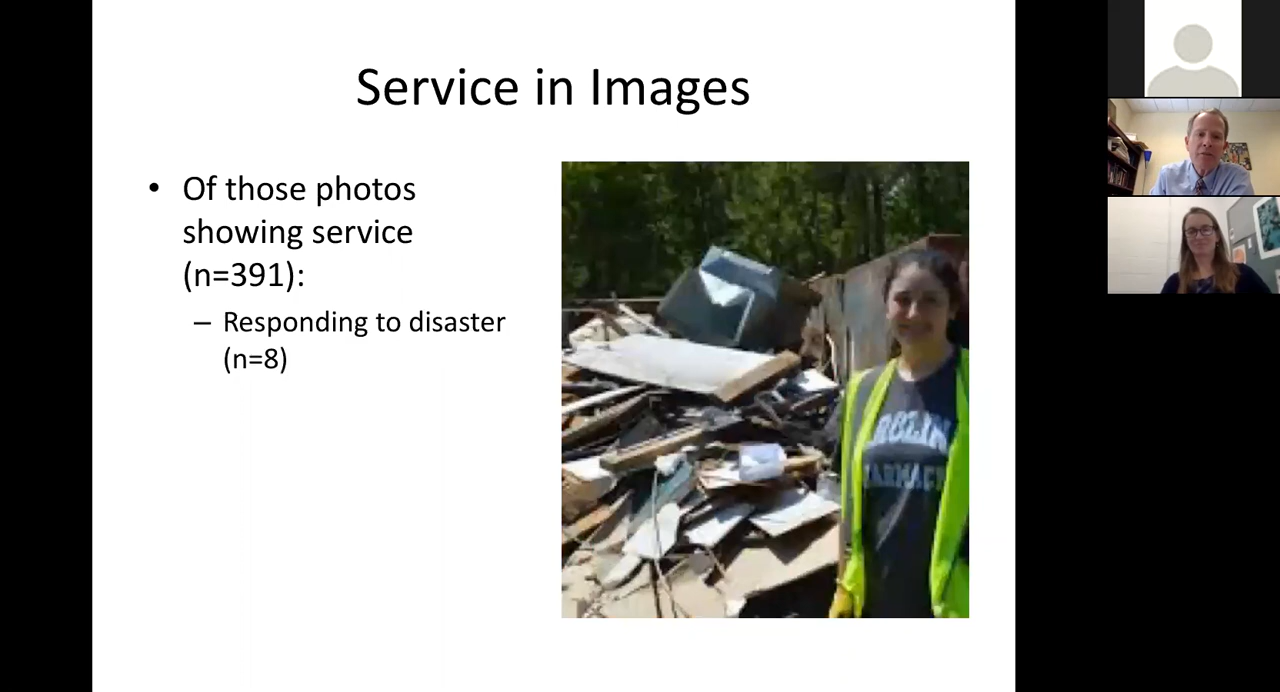 Service in Images
• Of those photos
showing service
(n=391):
– Responding to disaster
(n=8)